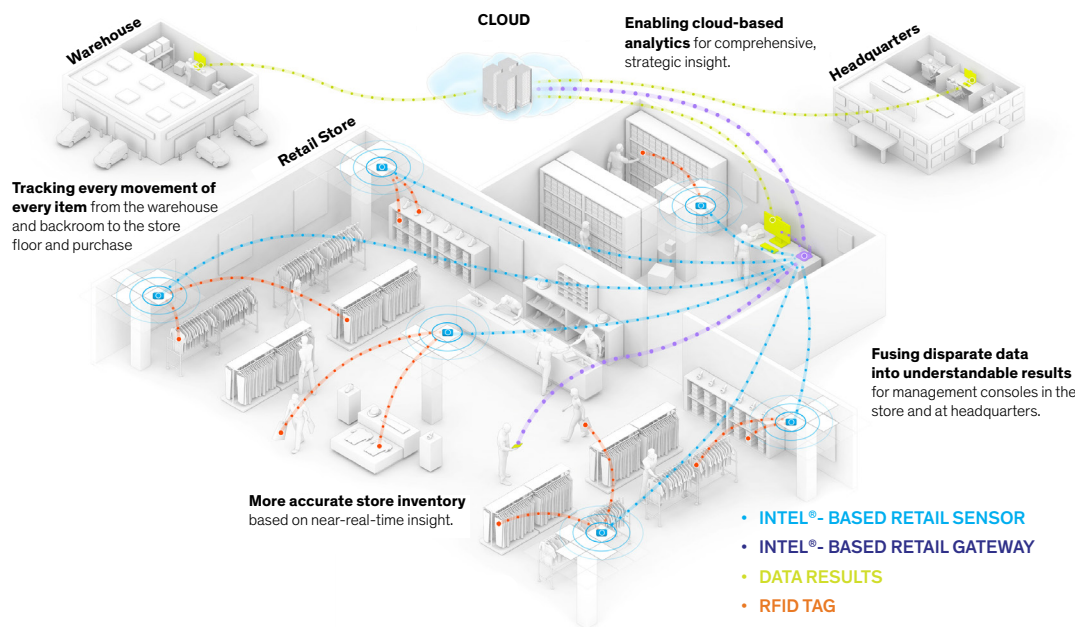 CLOUD
Enabling cloud-based
analytics for comprehensive,
strategic insight.
Warehouse
Headquarters
Retail Store
Tracking every movement of
every item from the warehouse
and backroom to the store
floor and purchase
Fusing disparate data
into understandable results
for management consoles in the
store and at headquarters.
More accurate store inventory
based on near-real-time insight.
• INTEL®- BASED RETAIL SENSOR
• INTEL®- BASED RETAIL GATEWAY
• DATA RESULTS
• RFID TAG